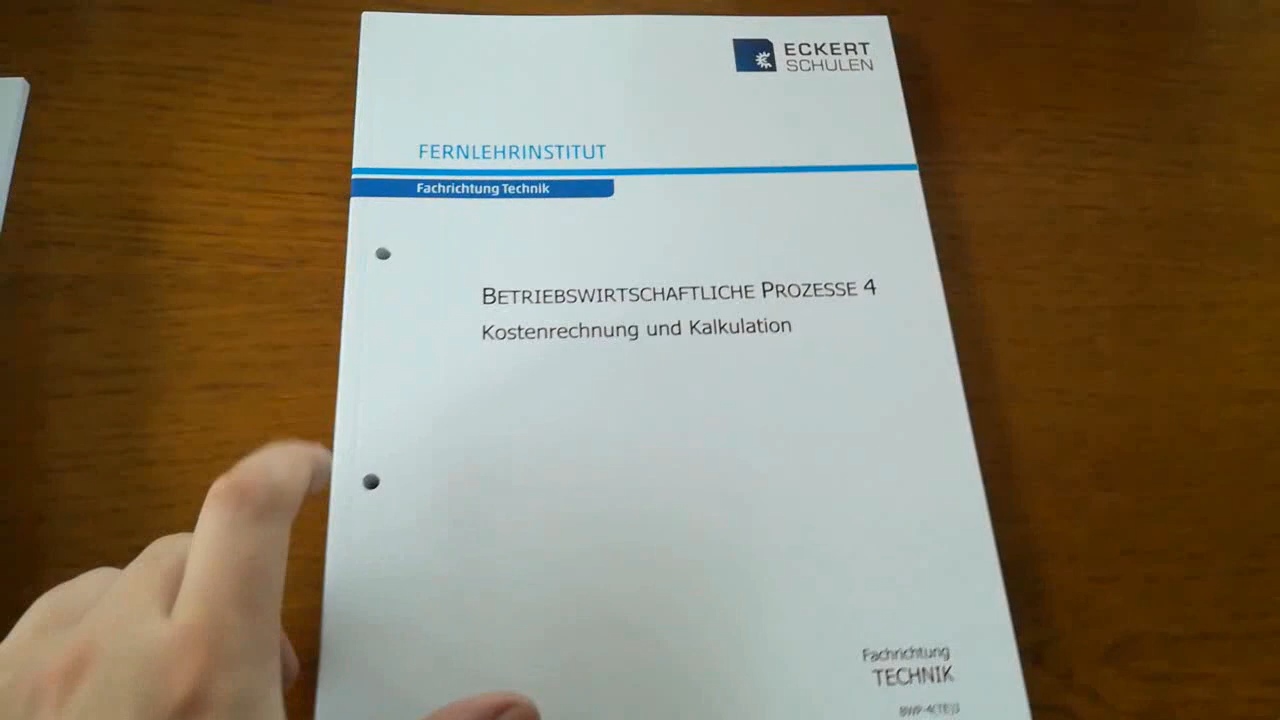 ECKERT
SCHULEN
FERNLEHRINSTITUT
Fachrichtung Technik
BETRIEBSWIRTSCHAFTLICHE PROZESSE 4
Kostenrechnung und Kalkulation
Fachrichtung
TECHNIK